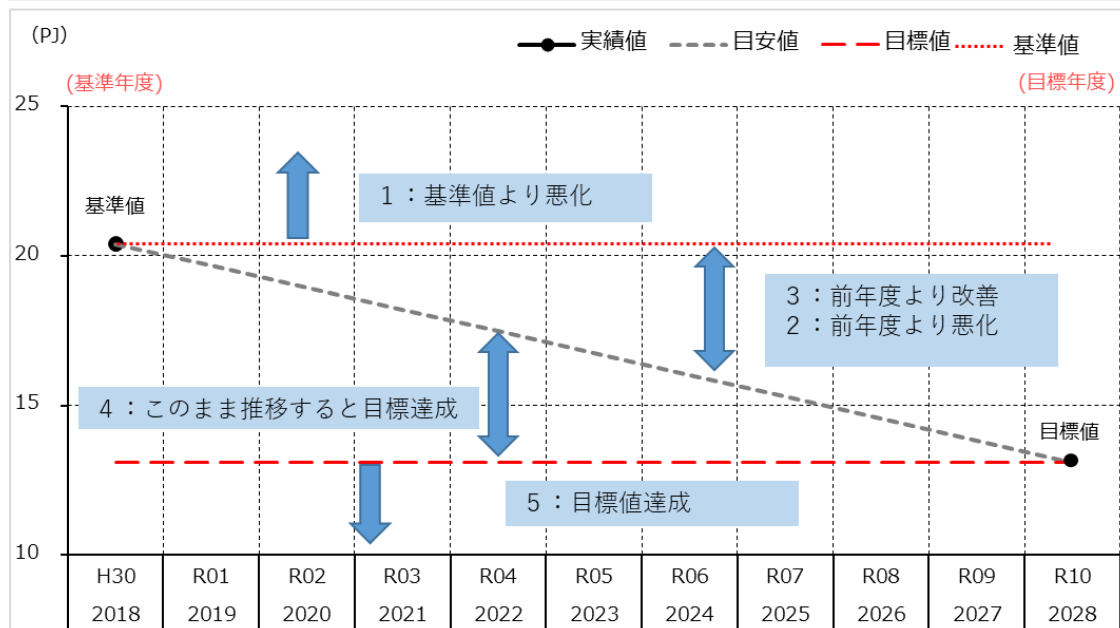 （PJ）
実績値 目安値 目標値 基準値
(基準年度) (目標年度)
25
1：基準値より悪化
基準値
20
3：前年度より改善
2：前年度より悪化
15
4：このまま推移すると目標達成
目標値
5：目標値達成
10
H30 R01 R02 R03 R04 R05 R06 R07 R08 R09 R10
2018 2019 2020 2021 2022 2023 2024 2025 2026 2027 2028